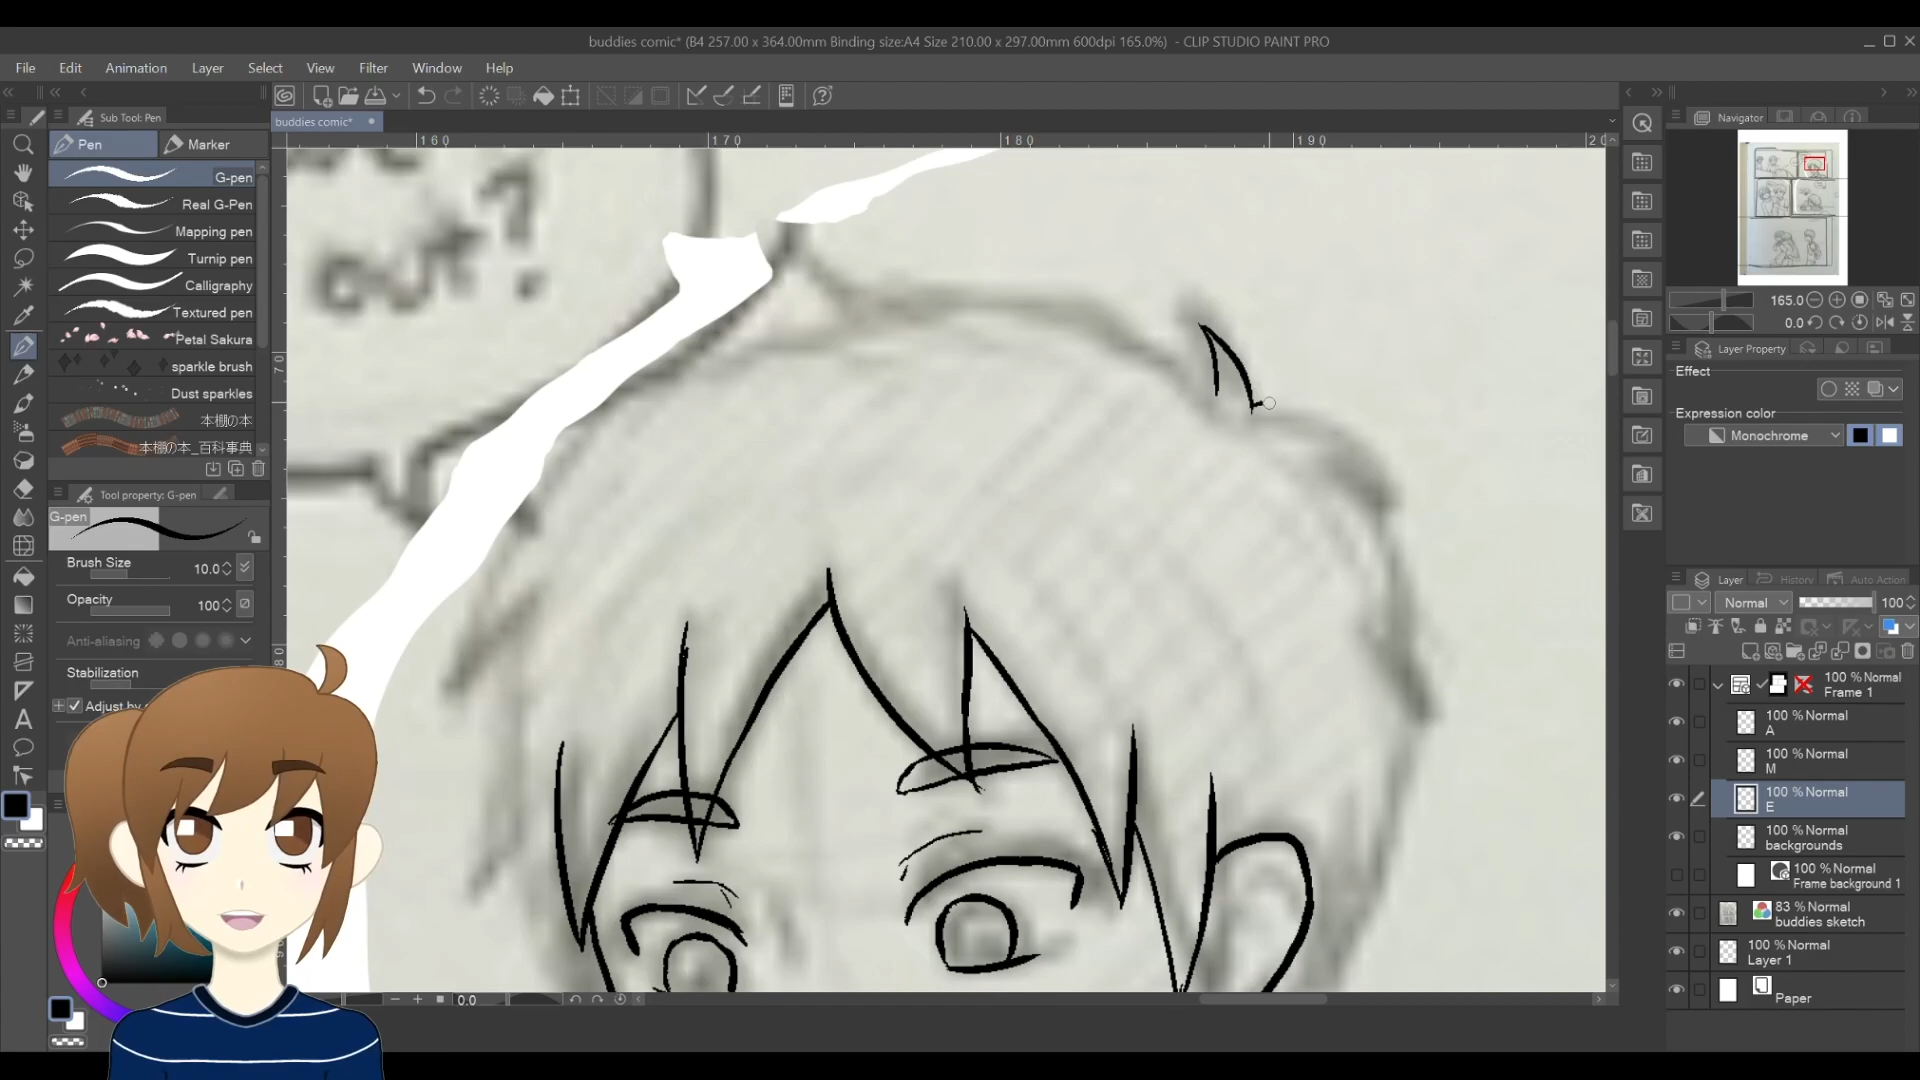 buddies comic* (B4 257.00 x 364.00mm Binding size:A4 Size 210.00 x 297.00mm 600dpi 165.0%) - CLIP STUDIO PAINT PRO
File Edit Animation Layer Select View Filter Window Help
Sub Tool: Pen
buddies comic*
Navigator
Pen Marker
160 170 180 190
G-pen
Real G-Pen
Mapping pen
Turnip pen
Calligraphy
Textured pen
Petal Sakura
sparkle brush
Dust sparkles
本棚の本
本棚の本_百科事典
OUT?
70
80
Tool property: G-pen
G-pen
Brush Size 10.0
Opacity 100
Anti-aliasing
Stabilization
Adjust by
0.0
165.0
0.0
Layer Property
Effect
Expression color
Monochrome
Layer History Auto Action
Normal 100
100 % Normal
Frame 1
100 % Normal
A
100 % Normal
M
100 % Normal
E
100 % Normal
backgrounds
100 % Normal
Frame background 1
83 % Normal
buddies sketch
100 % Normal
Layer 1
Paper